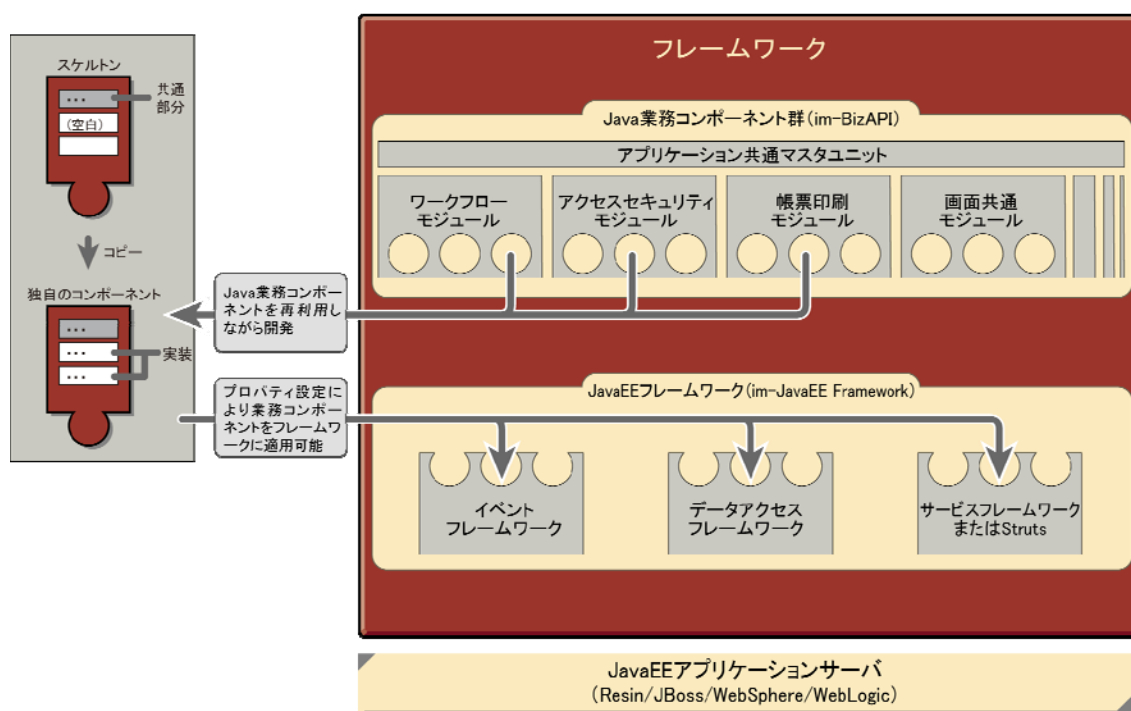 フレームワーク
スケルトン
...
共通
部分
(空白)
コピー
独自のコンポーネント
...
...
...
実装
Java業務コンポーネント群(im-BizAPI)
アプリケーション共通マスタユニット
ワークフロー
モジュール
アクセスセキュリティ
モジュール
帳票印刷
モジュール
画面共通
モジュール
Java業務コンポー
ネントを再利用し
ながら開発
プロパティ設定に
より業務コンポー
ネントをフレームワ
ークに適用可能
JavaEEフレームワーク(im-JavaEE Framework)
イベント
フレームワーク
データアクセス
フレームワーク
サービスフレームワーク
またはStruts
JavaEEアプリケーションサーバ
(Resin/JBoss/WebSphere/WebLogic)